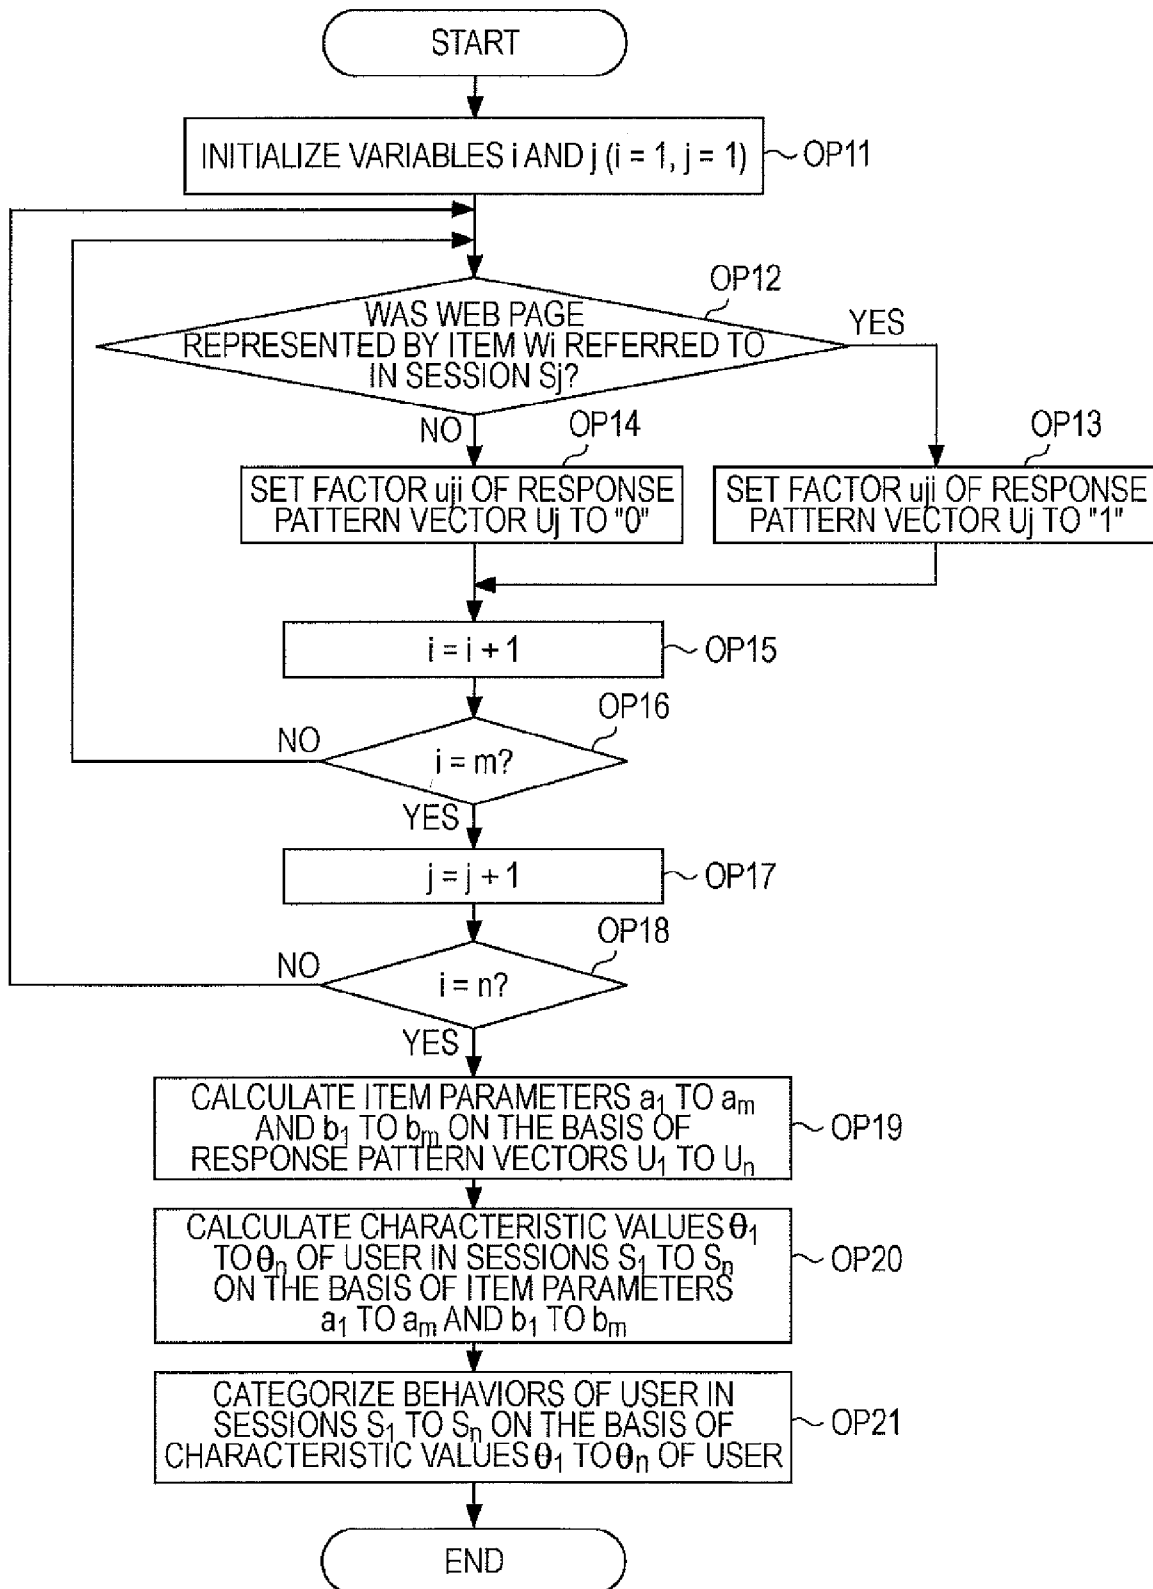 START
INITIALIZE VARIABLES i AND j (i = 1, j = 1)
OP11
OP12
WAS WEB PAGE
REPRESENTED BY ITEM Wi REFERRED TO
IN SESSION Sj?
YES
NO
OP14
OP13
SET FACTOR uji OF RESPONSE
PATTERN VECTOR Uj TO "0"
SET FACTOR uji OF RESPONSE
PATTERN VECTOR Uj TO "1"
i = i + 1
OP15
OP16
NO
i = m?
YES
j = j + 1
OP17
OP18
NO
i = n?
YES
CALCULATE ITEM PARAMETERS a1 TO am
AND b1 TO bm ON THE BASIS OF
RESPONSE PATTERN VECTORS U1 TO Un
OP19
CALCULATE CHARACTERISTIC VALUES θ1
TO θn OF USER IN SESSIONS S1 TO Sn
ON THE BASIS OF ITEM PARAMETERS
a1 TO am AND b1 TO bm
OP20
CATEGORIZE BEHAVIORS OF USER IN
SESSIONS S1 TO Sn ON THE BASIS OF
CHARACTERISTIC VALUES θ1 TO θn OF USER
OP21
END